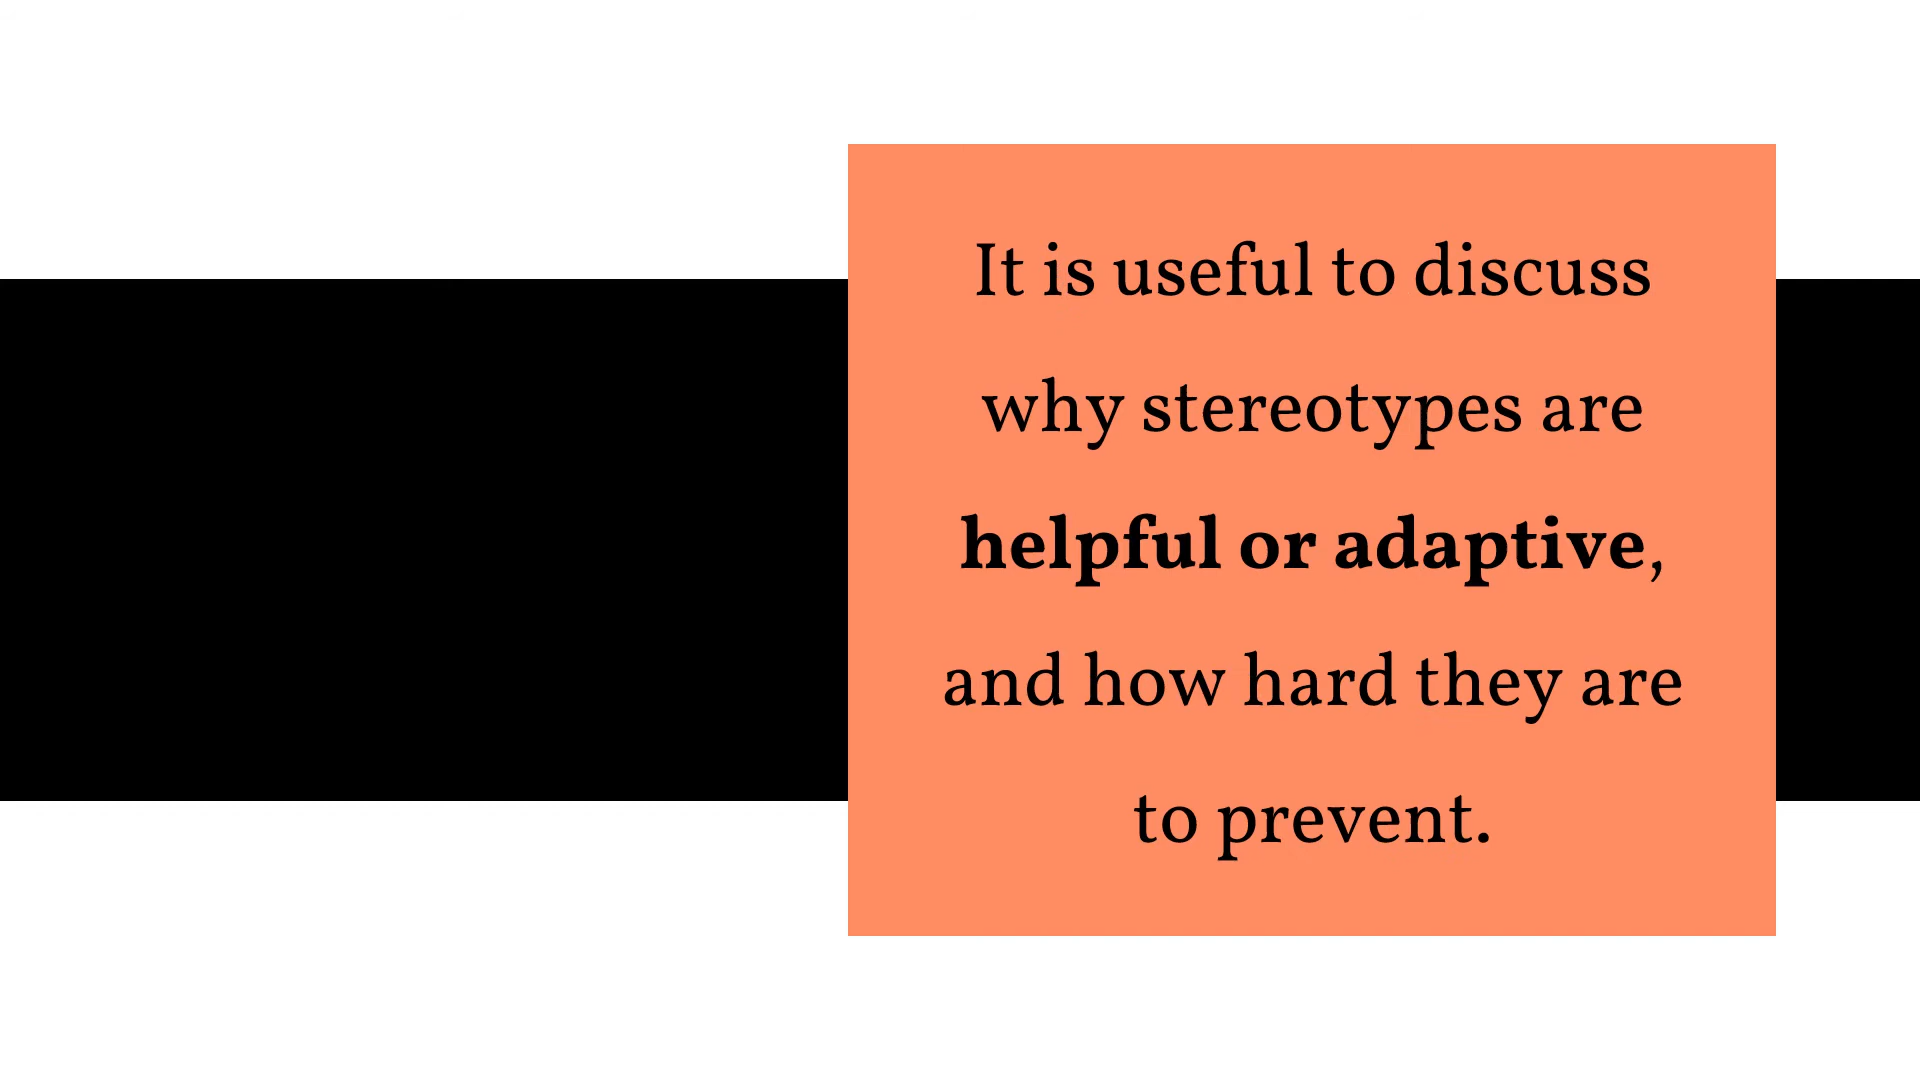 It is useful to discuss
why stereotypes are
helpful or adaptive,
and how hard they are
to prevent.